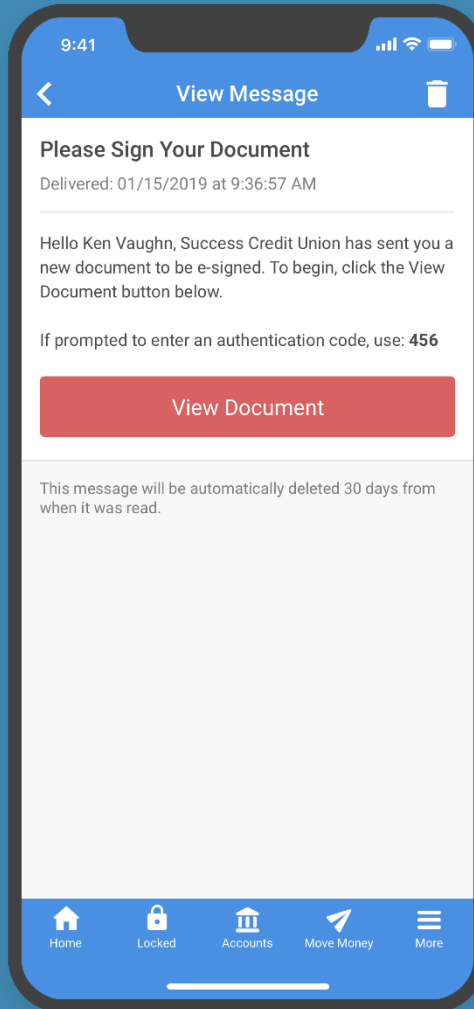 9:41
View Message
Please Sign Your Document
Delivered: 01/15/2019 at 9:36:57 AM
Hello Ken Vaughn, Success Credit Union has sent you a
new document to be e-signed. To begin, click the View
Document button below.
If prompted to enter an authentication code, use: 456
View Document
This message will be automatically deleted 30 days from
when it was read.
Home Locked Accounts Move Money More